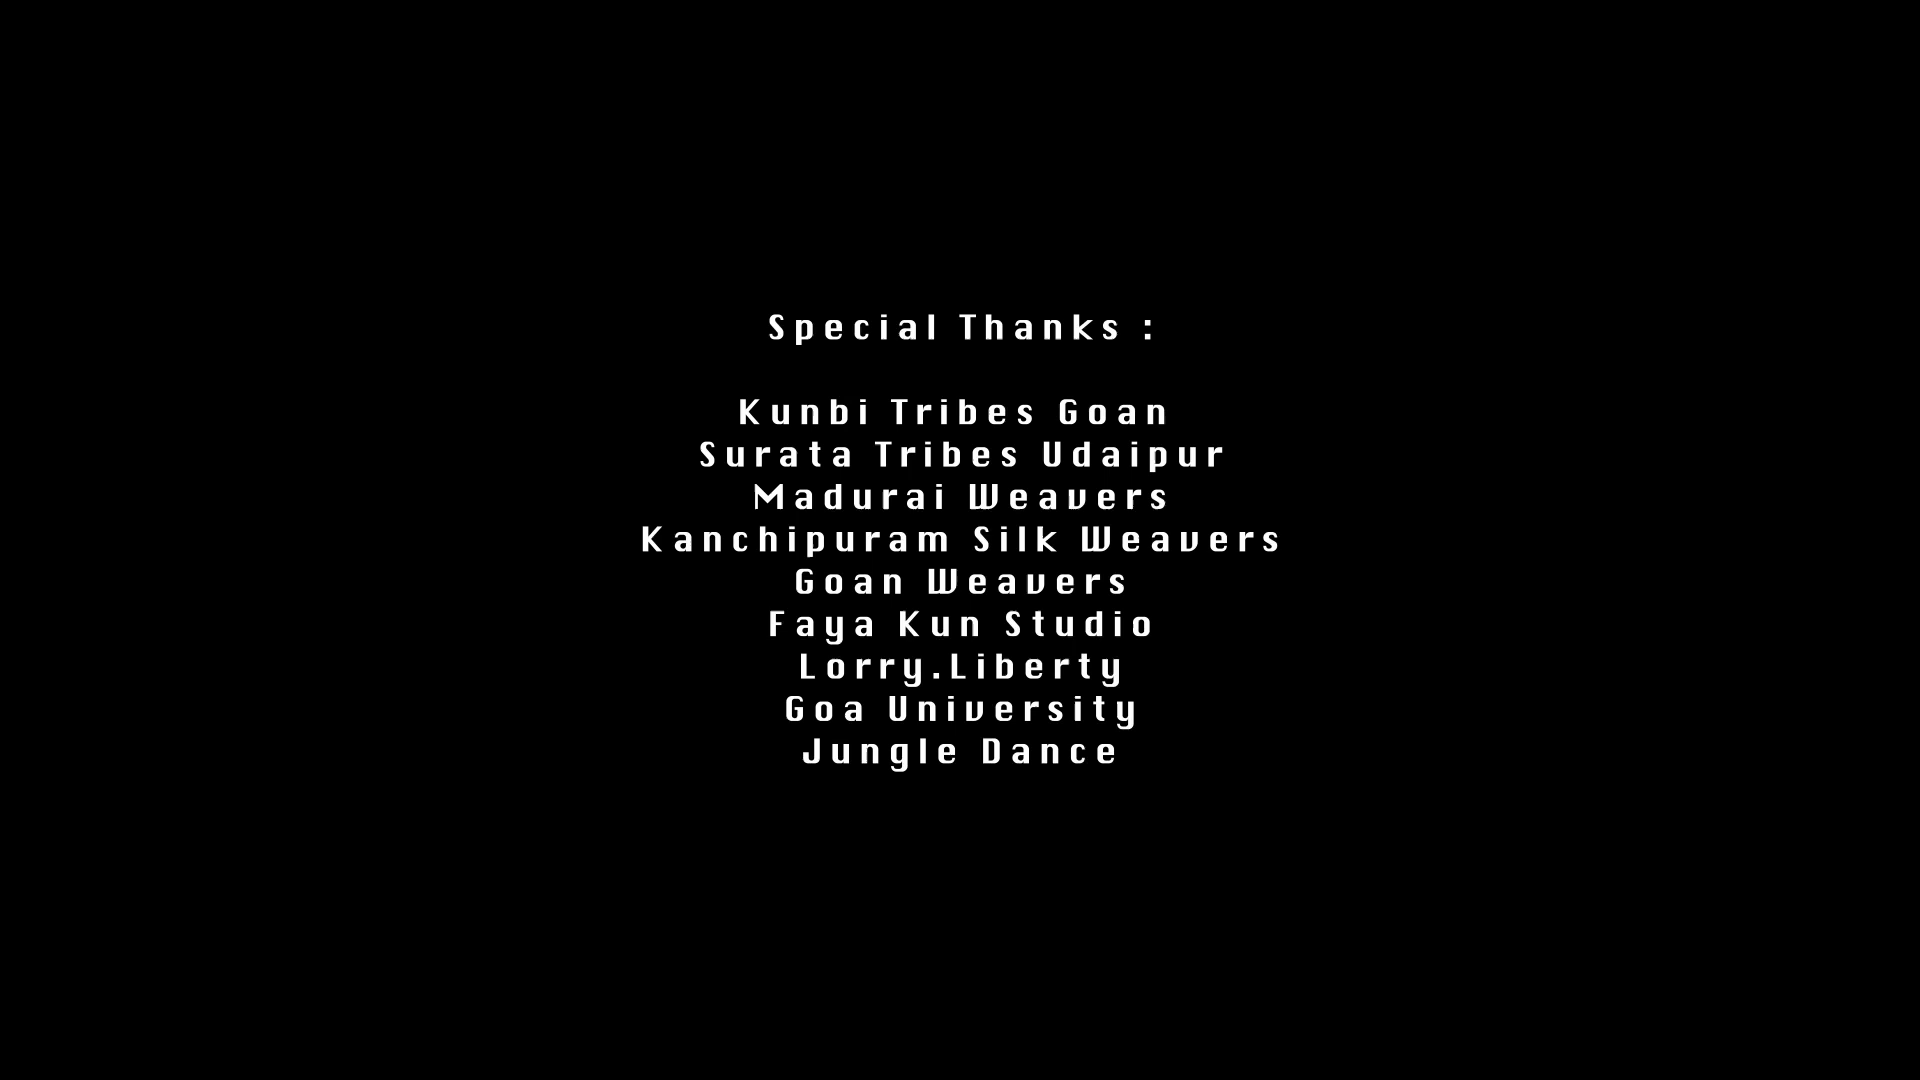 Special Thanks :
Kunbi Tribes Goan
Surata Tribes Udaipur
Madurai Weavers
Kanchipuram Silk Weavers
Goan Weavers
Faya Kun Studio
Lorry.Liberty
Goa University
Jungle Dance